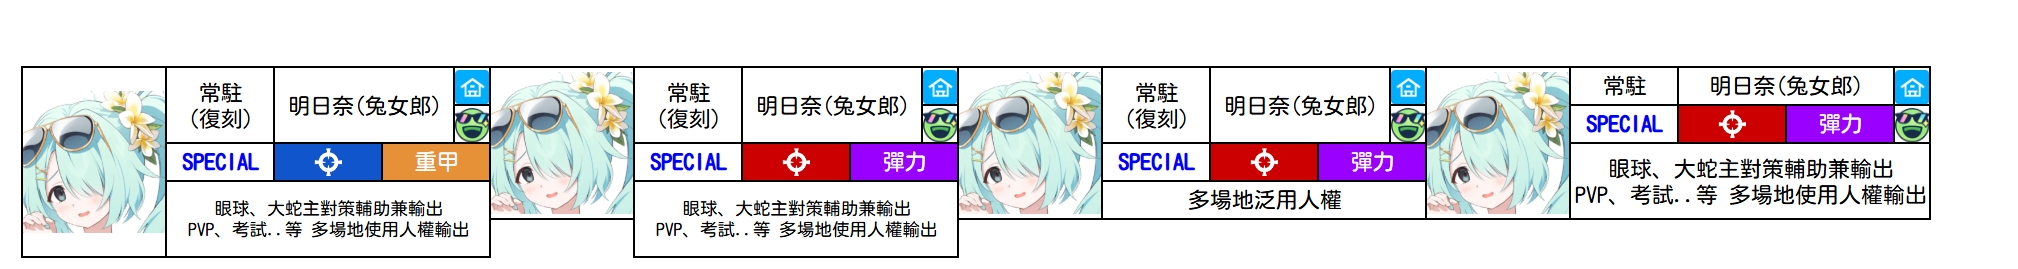 常駐
(復刻)
明日奈(兔女郎)
SPECIAL
重甲
眼球、大蛇主對策輔助兼輸出
PVP、考試..等 多場地使用人權輸出
常駐
(復刻)
明日奈(兔女郎)
SPECIAL
彈力
眼球、大蛇主對策輔助兼輸出
PVP、考試..等 多場地使用人權輸出
常駐
(復刻)
明日奈(兔女郎)
SPECIAL
彈力
多場地泛用人權
常駐
明日奈(兔女郎)
SPECIAL
彈力
眼球、大蛇主對策輔助兼輸出
PVP、考試..等 多場地使用人權輸出